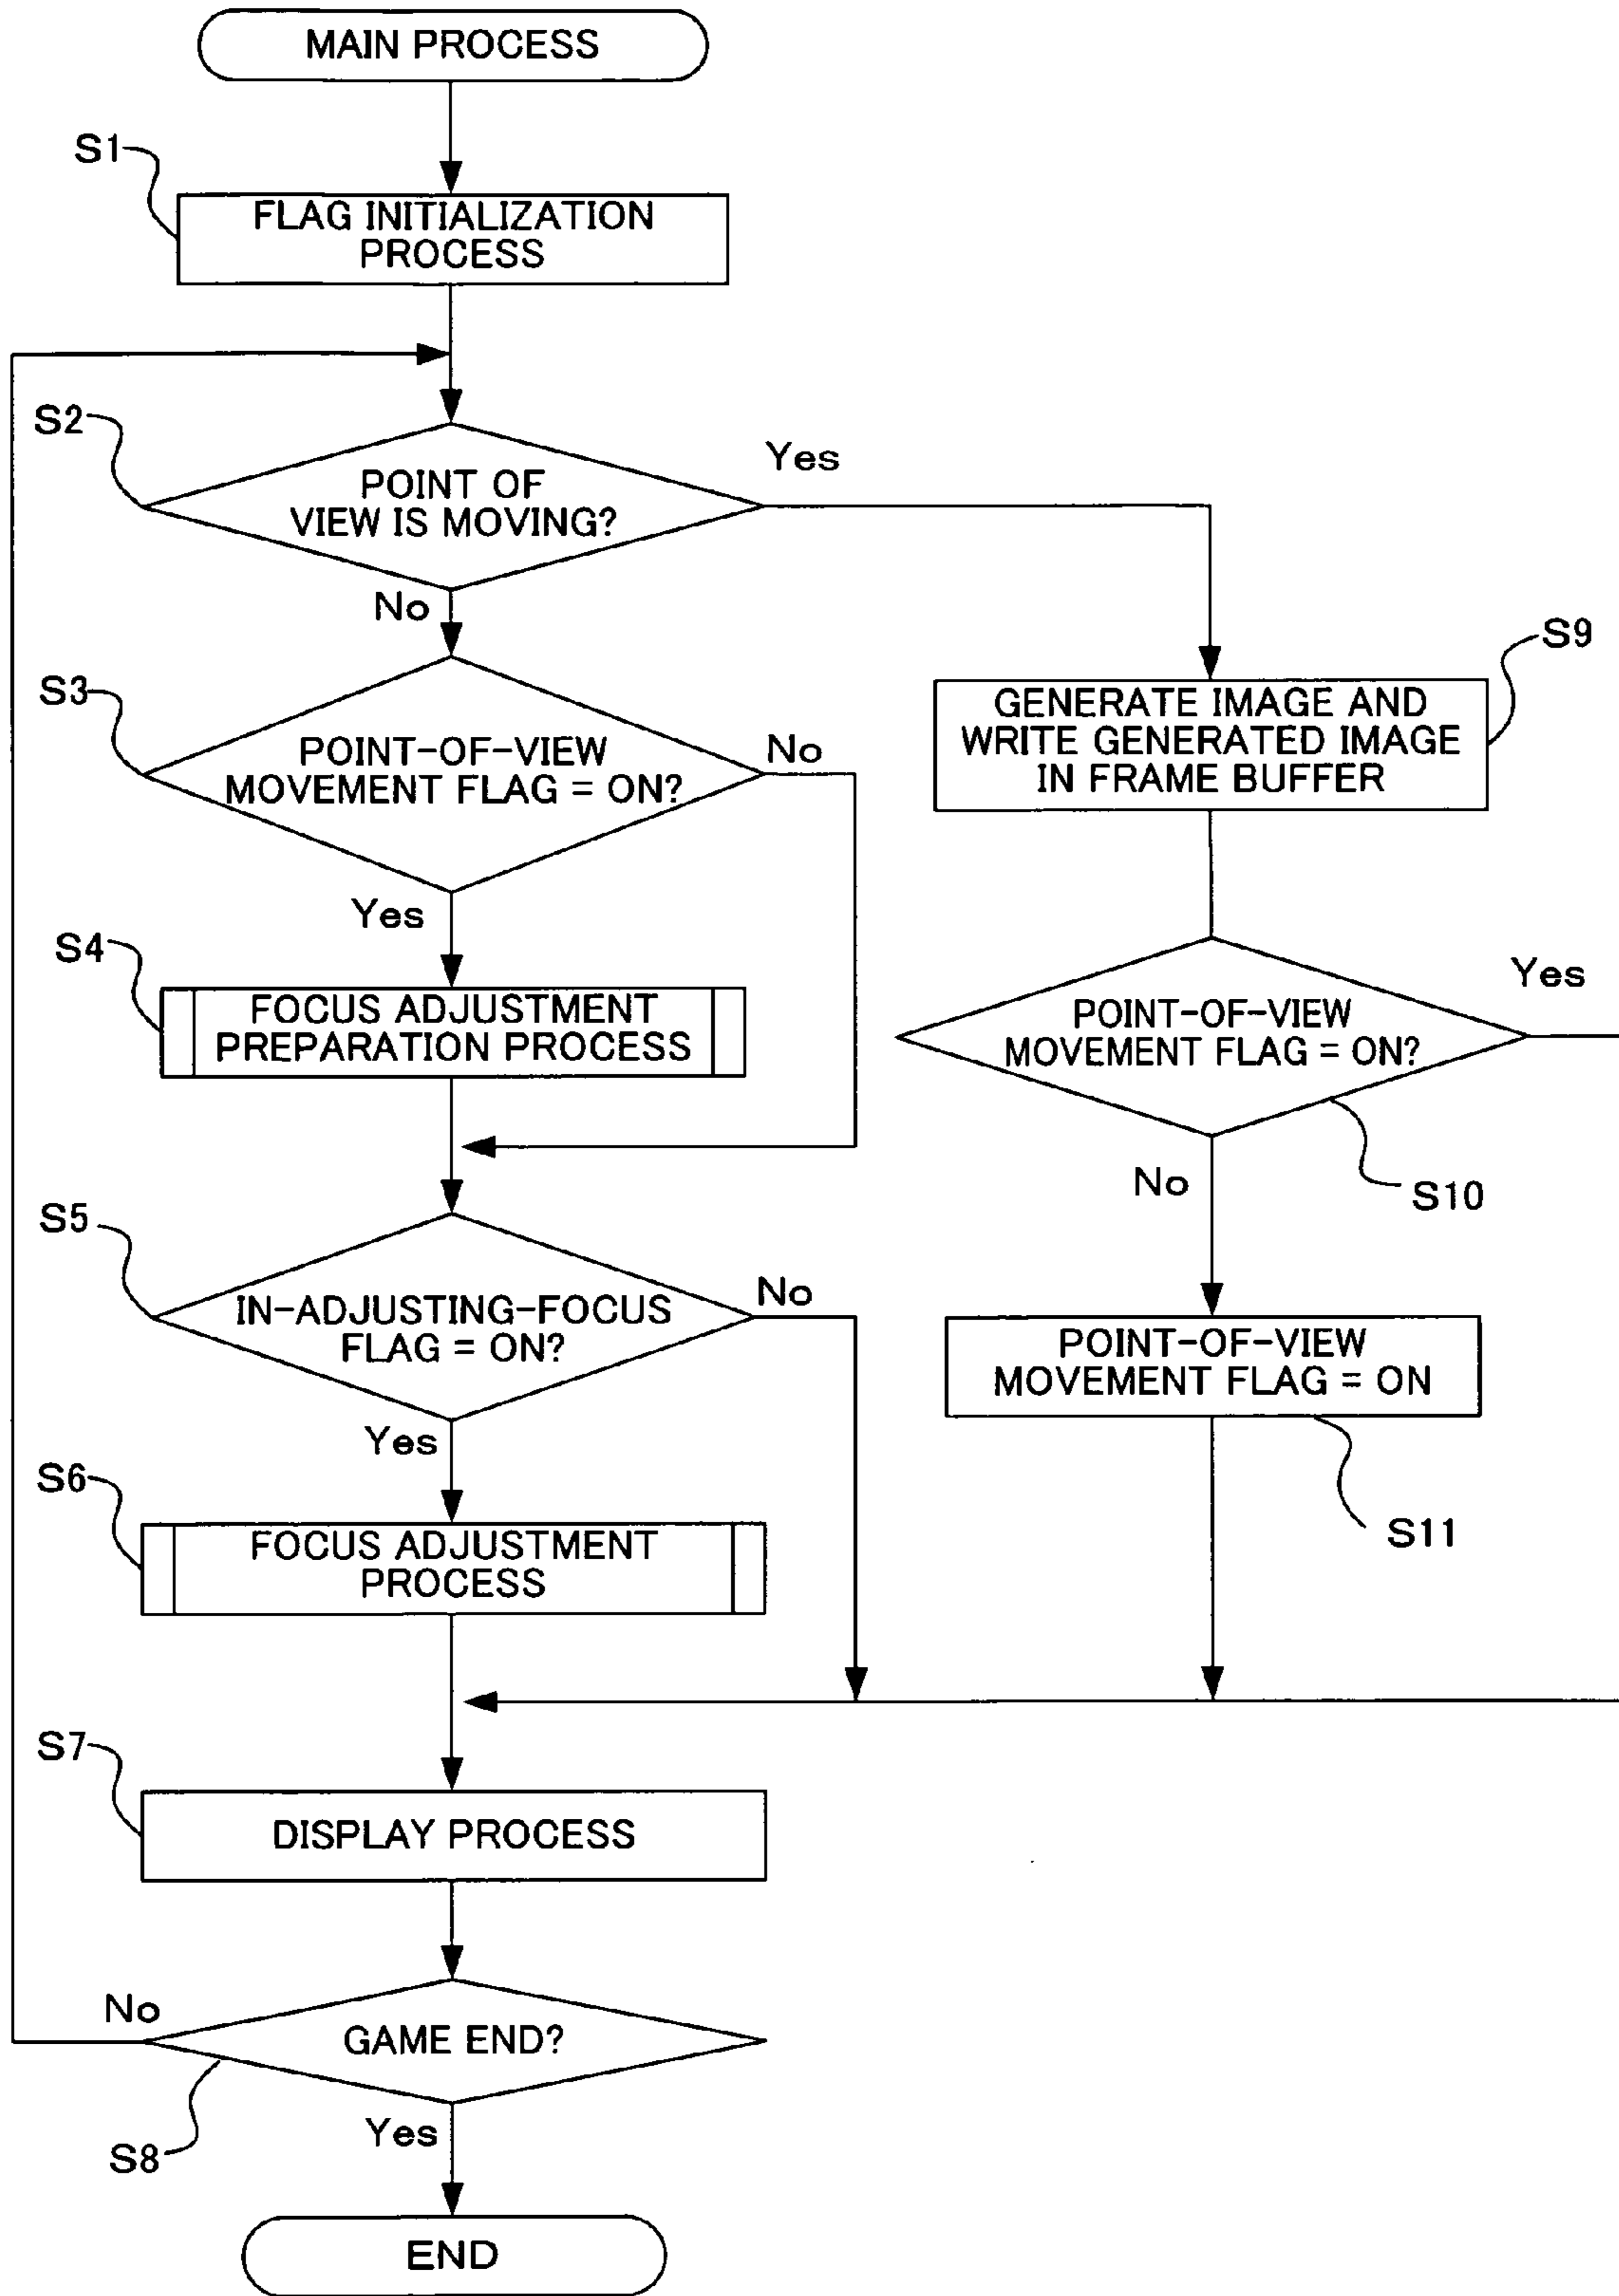 MAIN PROCESS
S1
FLAG INITIALIZATION
PROCESS
S2
POINT OF
VIEW IS MOVING?
Yes
No
S3
POINT-OF-VIEW
MOVEMENT FLAG = ON?
No
Yes
S4
FOCUS ADJUSTMENT
PREPARATION PROCESS
S5
IN-ADJUSTING-FOCUS
FLAG = ON?
No
Yes
S6
FOCUS ADJUSTMENT
PROCESS
S7
DISPLAY PROCESS
No
GAME END?
S8
Yes
END
S9
GENERATE IMAGE AND
WRITE GENERATED IMAGE
IN FRAME BUFFER
Yes
POINT-OF-VIEW
MOVEMENT FLAG = ON?
No
S10
POINT-OF-VIEW
MOVEMENT FLAG = ON
S11